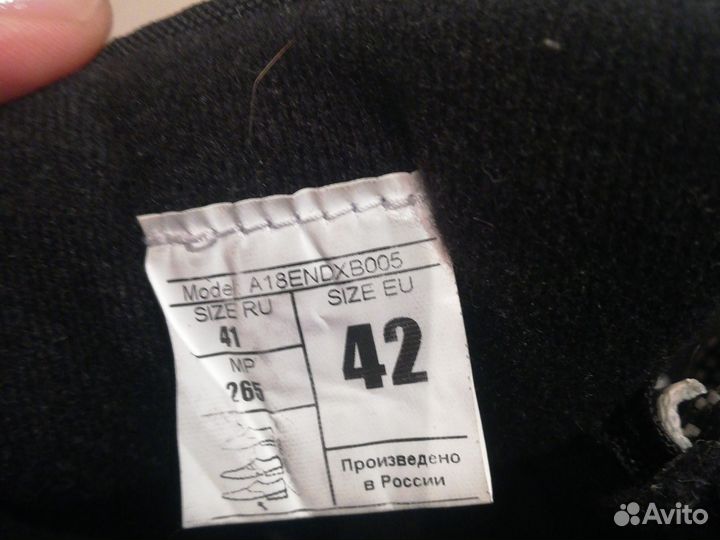 Model: A18ENDXB005
SIZE RU
41
MP
265
SIZE EU
42
Произведено
в России
Avito